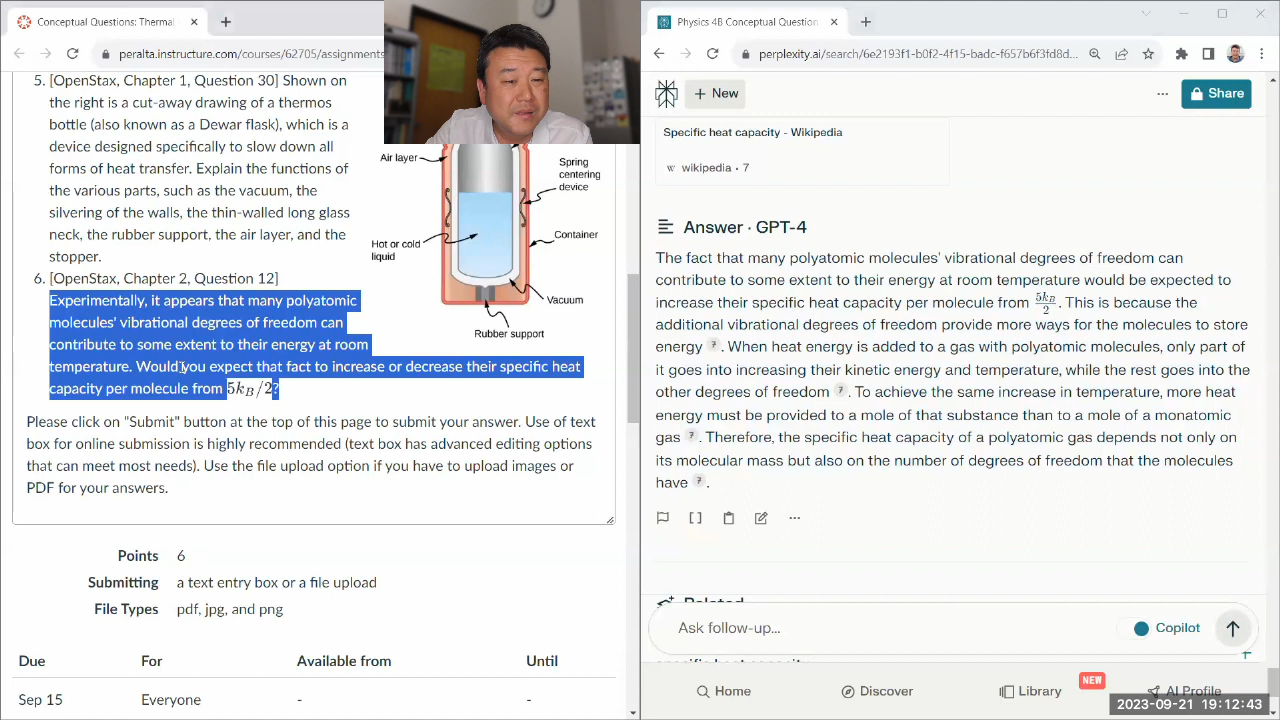 Conceptual Questions: Thermal
peralta.instructure.com/courses/62705/assignments
5. [OpenStax, Chapter 1, Question 30] Shown on
the right is a cut-away drawing of a thermos
bottle (also known as a Dewar flask), which is a
device designed specifically to slow down all
forms of heat transfer. Explain the functions of
the various parts, such as the vacuum, the
silvering of the walls, the thin-walled long glass
neck, the rubber support, the air layer, and the
stopper.
Air layer
Spring
centering
device
Container
Hot or cold
liquid
Vacuum
Rubber support
6. [OpenStax, Chapter 2, Question 12]
Experimentally, it appears that many polyatomic
molecules' vibrational degrees of freedom can
contribute to some extent to their energy at room
temperature. Would you expect that fact to increase or decrease their specific heat
capacity per molecule from 5k_B/2?
Please click on "Submit" button at the top of this page to submit your answer. Use of text
box for online submission is highly recommended (text box has advanced editing options
that can meet most needs). Use the file upload option if you have to upload images or
PDF for your answers.
Points 6
Submitting a text entry box or a file upload
File Types pdf, jpg, and png
Due For Available from Until
Sep 15 Everyone - -
Physics 4B Conceptual Question
perplexity.ai/search/6e2193f1-b0f2-4f15-badc-f657b6f3fd8d...
New
Share
Specific heat capacity - Wikipedia
wikipedia · 7
Answer · GPT-4
The fact that many polyatomic molecules' vibrational degrees of freedom can
contribute to some extent to their energy at room temperature would be expected to
increase their specific heat capacity per molecule from 5k_B/2. This is because the
additional vibrational degrees of freedom provide more ways for the molecules to store
energy 7. When heat energy is added to a gas with polyatomic molecules, only part of
it goes into increasing their kinetic energy and temperature, while the rest goes into the
other degrees of freedom 7. To achieve the same increase in temperature, more heat
energy must be provided to a mole of that substance than to a mole of a monatomic
gas 7. Therefore, the specific heat capacity of a polyatomic gas depends not only on
its molecular mass but also on the number of degrees of freedom that the molecules
have 7.
Related
Ask follow-up...
Copilot
specific heat capacity
NEW
Home Discover Library AI Profile
2023-09-21 19:12:43